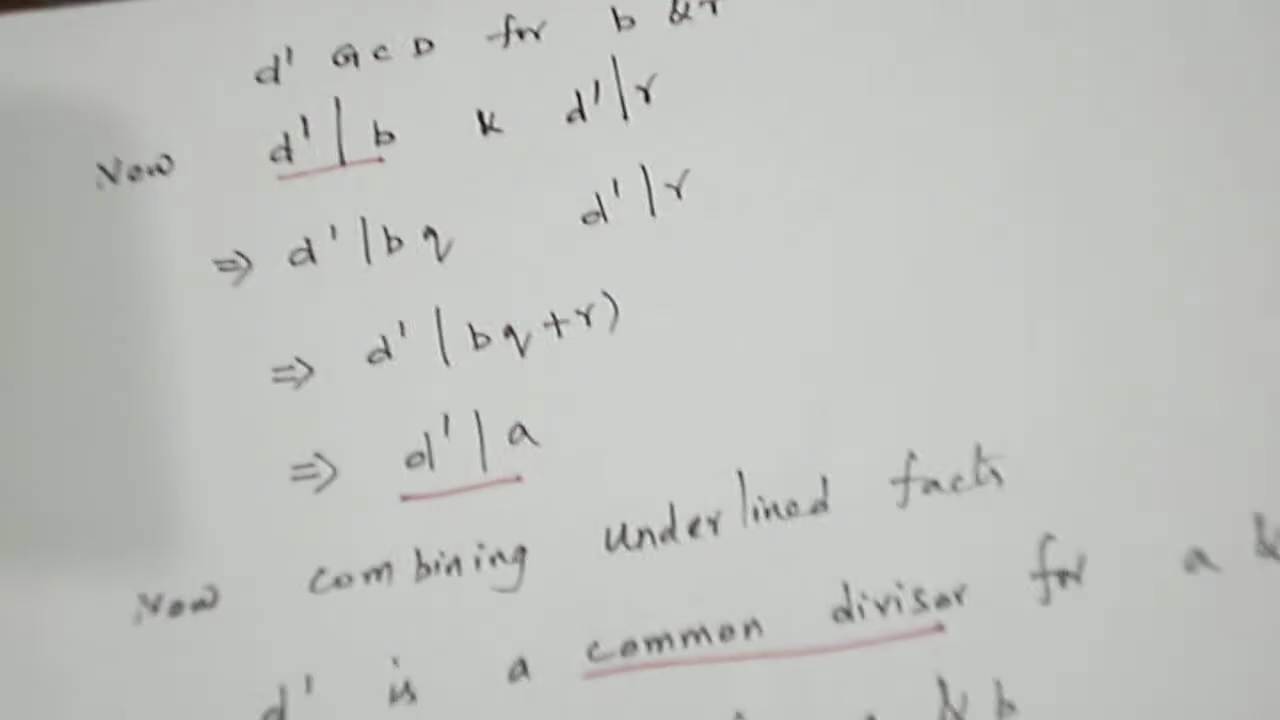 d' GCD for b &r
Now d'|b & d'|r
⇒ d'|bq d'|r
⇒ d'|bq+r)
⇒ d'|a
Now combining underlined facts
d' is a common divisor for a &
& b